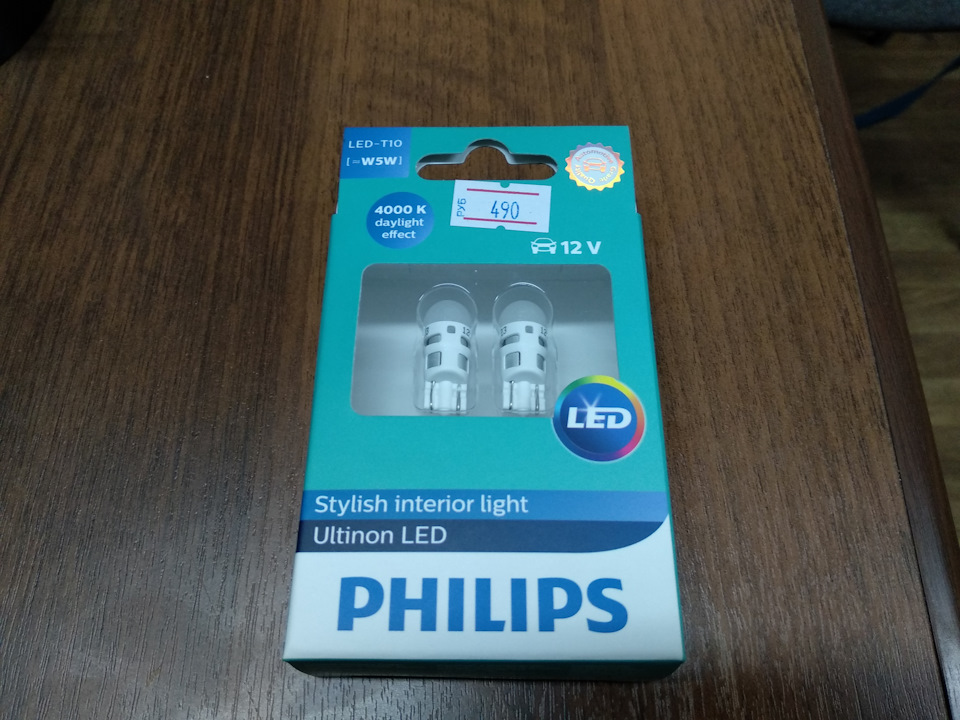 LED-T10
[=W5W]
4000 K
daylight
effect
РУБ
490
12 V
LED
Stylish interior light
Ultinon LED
PHILIPS